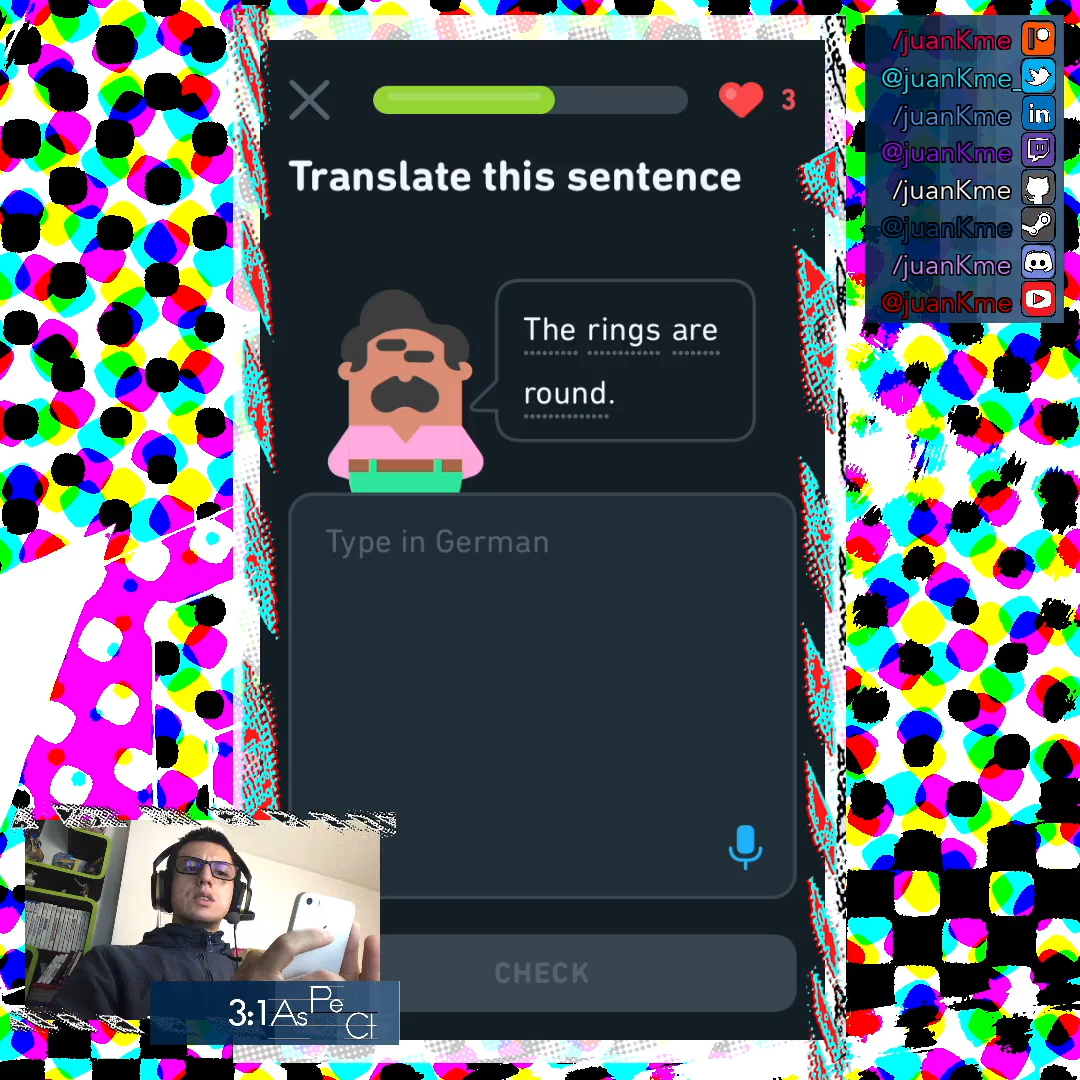 /juanKme
@juanKme_
/juanKme
@juanKme
/juanKme
@juanKme
/juanKme
@juanKme
3
Translate this sentence
The rings are
round.
Type in German
CHECK
3:1 AsPeCt